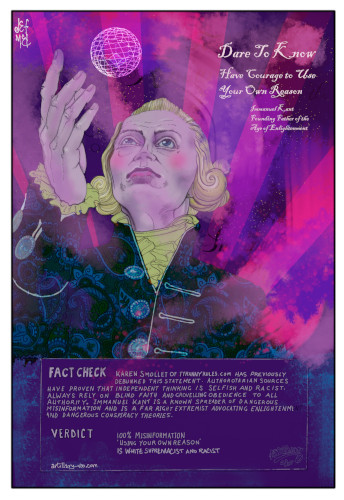 Dare To Know
Have Courage to Use
Your Own Reason
Immanuel Kant
Founding Father of the
Age of Enlightenment
FACT CHECK KAREN SMOLLET OF TYRANNYRULES.COM HAS PREVIOUSLY
DEBUNKED THIS STATEMENT. AUTHORATARIAN SOURCES
HAVE PROVEN THAT INDEPENDENT THINKING IS SELFISH AND RACIST.
ALWAYS RELY ON BLIND FAITH AND GROVELLING OBEDIENCE TO ALL
AUTHORITY. IMMANUEL KANT IS A KNOWN SPREADER OF DANGEROUS
MISINFORMATION AND IS A FAR RIGHT EXTREMIST ADVOCATING ENLIGHTENMENT
AND DANGEROUS CONSPIRACY THEORIES.
VERDICT 100% MISINFORMATION
'USING YOUR OWN REASON'
IS WHITE SUPREMACIST AND RACIST